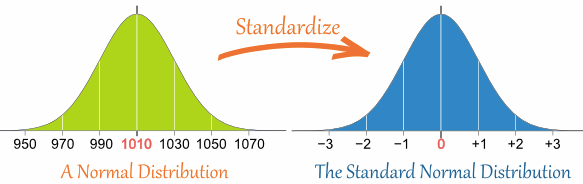 Standardize
950 970 990 1010 1030 1050 1070
−3 −2 −1 0 +1 +2 +3
A Normal Distribution
The Standard Normal Distribution